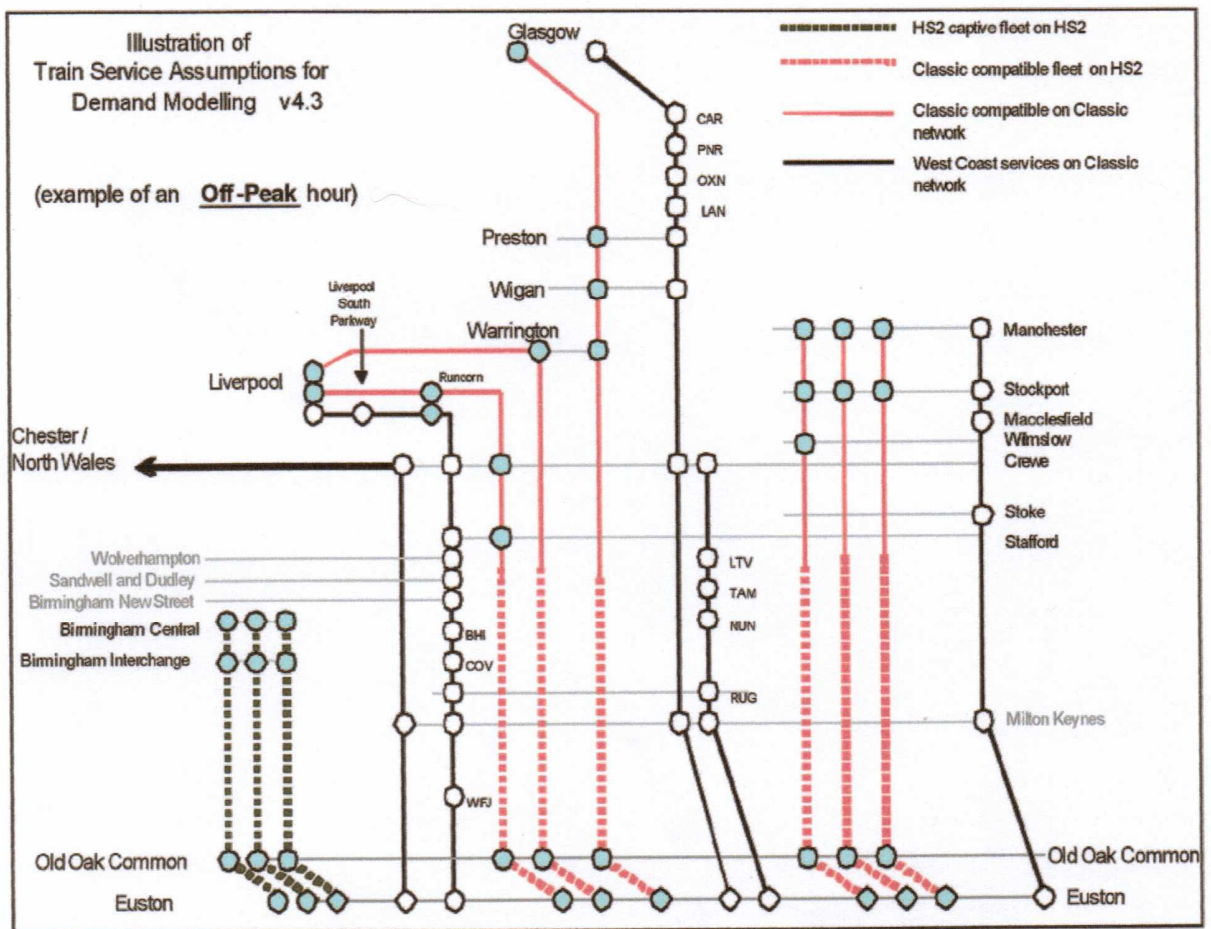 Illustration of
Train Service Assumptions for
Demand Modelling v4.3
(example of an Off-Peak hour)
HS2 captive fleet on HS2
Classic compatible fleet on HS2
Classic compatible on Classic
network
West Coast services on Classic
network
Glasgow
CAR
PNR
OXN
LAN
Preston
Wigan
Warrington
Liverpool
South
Parkway
Liverpool
Runcorn
Chester /
North Wales
Manchester
Stockport
Macclesfield
Wilmslow
Crewe
Stoke
Stafford
Wolverhampton
Sandwell and Dudley
Birmingham New Street
Birmingham Central
Birmingham Interchange
BHI
COV
WFJ
LTV
TAM
NUN
RUG
Milton Keynes
Old Oak Common
Old Oak Common
Euston
Euston